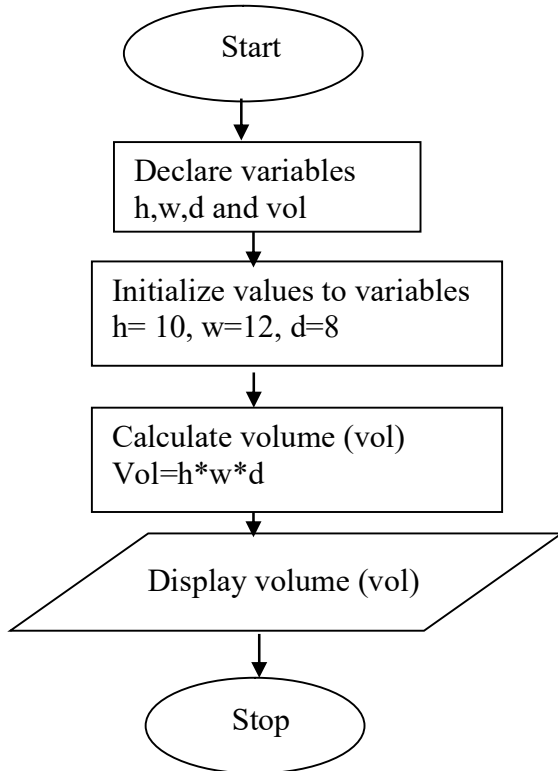 Start
Declare variables
h,w,d and vol
Initialize values to variables
h= 10, w=12, d=8
Calculate volume (vol)
Vol=h*w*d
Display volume (vol)
Stop